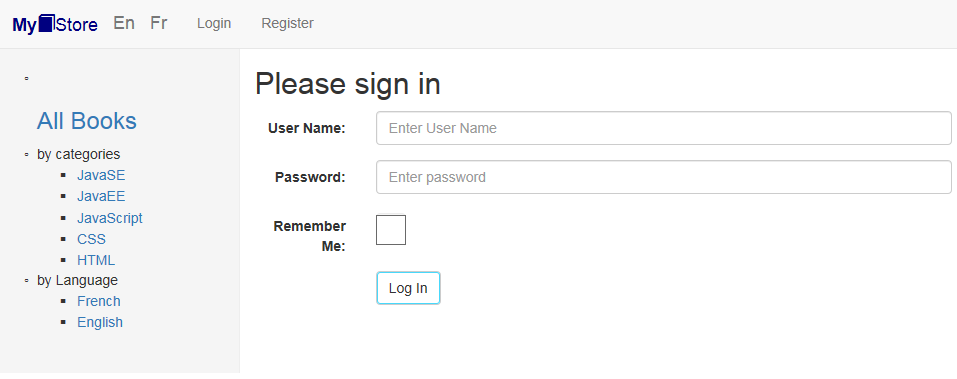 My Store En Fr Login Register
All Books
by categories
JavaSE
JavaEE
JavaScript
CSS
HTML
by Language
French
English
Please sign in
User Name: Enter User Name
Password: Enter password
Remember
Me:
Log In